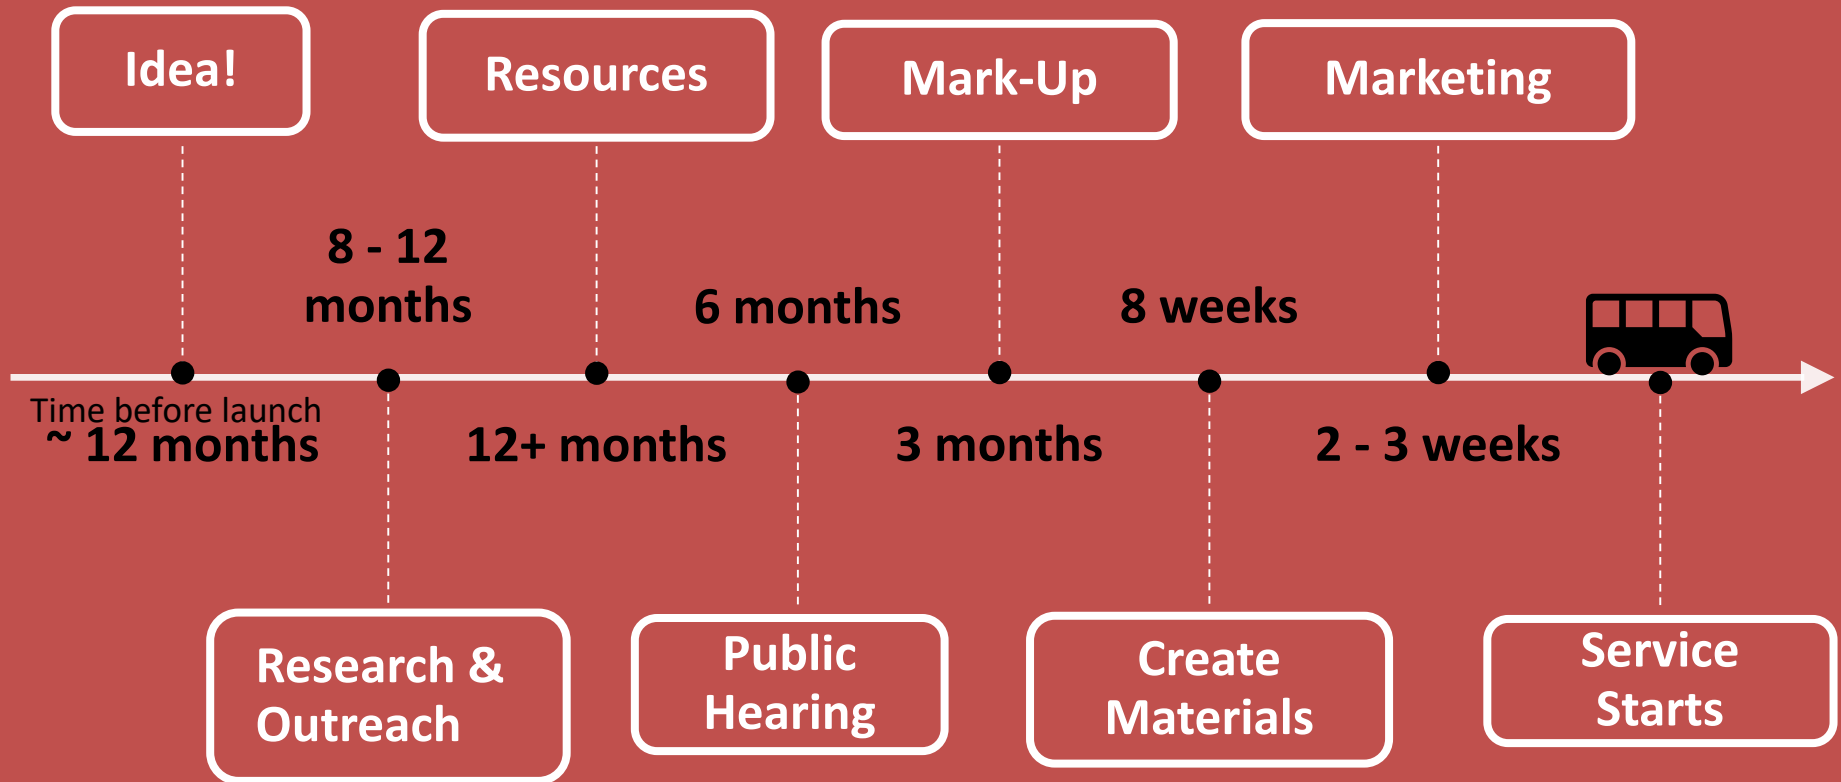 Idea!
Resources
Mark-Up
Marketing
8 - 12
months
6 months
8 weeks
Time before launch
~ 12 months
12+ months
3 months
2 - 3 weeks
Research &
Outreach
Public
Hearing
Create
Materials
Service
Starts